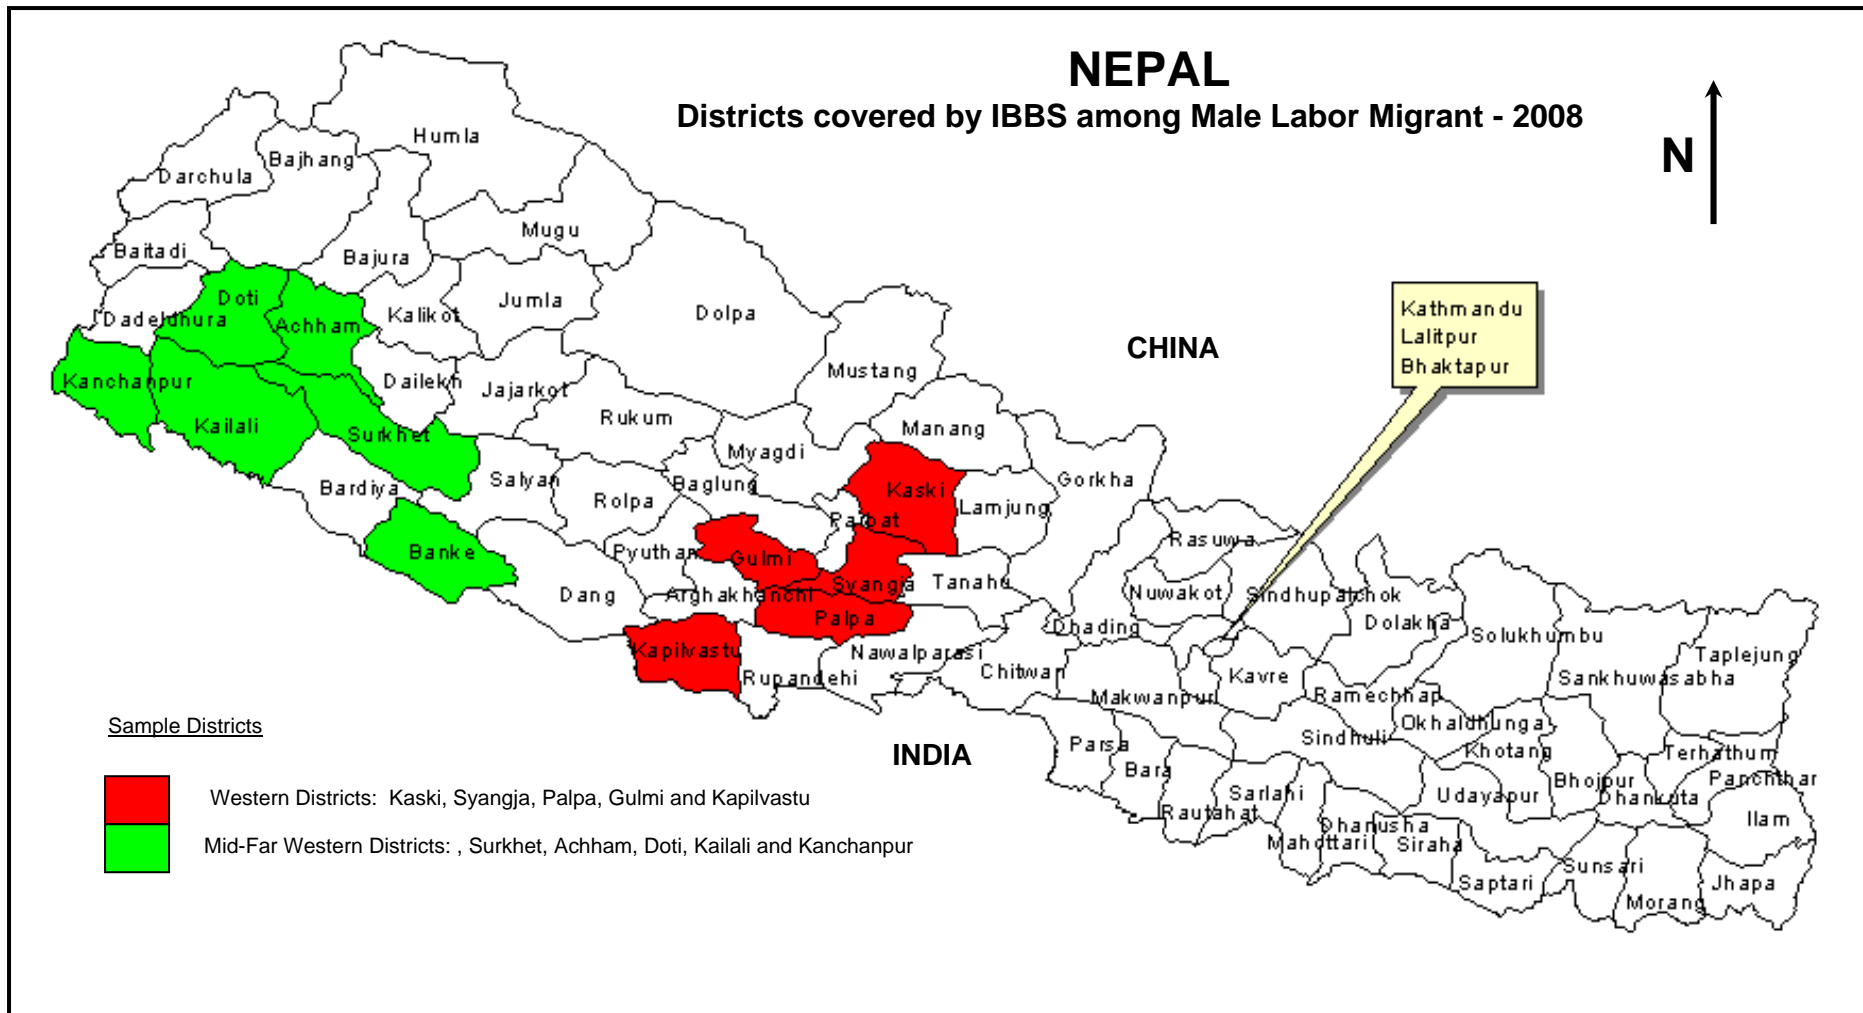 NEPAL
Districts covered by IBBS among Male Labor Migrant - 2008
N
Humla
Bajhang
Darchula
Mugu
Baitadi
Bajura
Doti
Jumla
Dadeldhura
Achham
Kalikot
Dolpa
Kathmandu
Lalitpur
Bhaktapur
CHINA
Mustang
Kanchanpur
Dailekh
Jajarkot
Rukum
Kailali
Surkhet
Manang
Myagdi
Gorkha
Salyan
Baglung
Kaski
Bardiya
Rolpa
Lamjung
Parbat
Rasuwa
Banke
Pyuthan
Gulmi
Syangja
Tanahu
Dang
Arghakhanchi
Nuwakot
Sindhupalchok
Palpa
Dhading
Dolakha
Solukhumbu
Kapilvastu
Nawalparasi
Taplejung
Rupandehi
Chitwan
Kavre
Sankhuwasabha
Makwanpur
Ramechhap
Okhaldhunga
Sample Districts
INDIA
Parsa
Sindhuli
Khotang
Terhathum
Bara
Bhojpur
Panchthar
Western Districts: Kaski, Syangja, Palpa, Gulmi and Kapilvastu
Sarlahi
Udayapur
Dhankuta
Rautahat
Dhanusha
Ilam
Mahottari
Siraha
Mid-Far Western Districts: , Surkhet, Achham, Doti, Kailali and Kanchanpur
Sunsari
Saptari
Jhapa
Morang